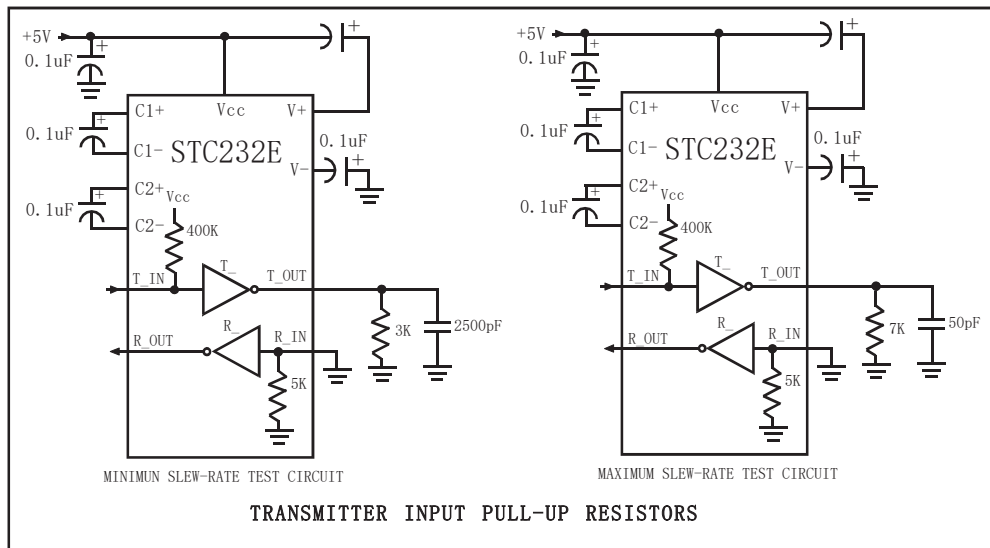 +5V
+
+
0.1uF
Vcc
V+
C1+
0.1uF
+
C1-
STC232E
0.1uF
V-
+
C2+
Vcc
0.1uF
+
C2-
400K
T_IN
T_
T_OUT
3K
2500pF
R_OUT
R_
R_IN
5K
MINIMUN SLEW-RATE TEST CIRCUIT
+5V
+
+
0.1uF
Vcc
V+
C1+
0.1uF
+
C1-
STC232E
0.1uF
V-
+
C2+
Vcc
0.1uF
+
C2-
400K
T_IN
T_
T_OUT
7K
50pF
R_OUT
R_
R_IN
5K
MAXIMUM SLEW-RATE TEST CIRCUIT
TRANSMITTER INPUT PULL-UP RESISTORS